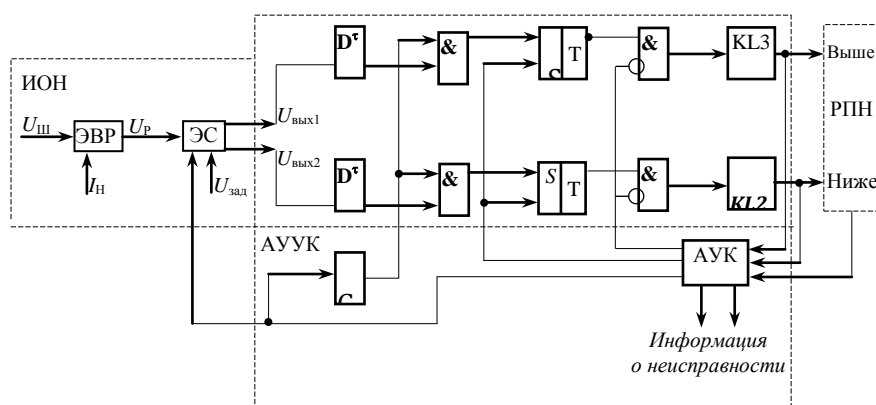 D^τ
&
T
&
KL3
Выше
ИОН
РПН
U_Ш
ЭВР
U_Р
ЭС
U_вых1
U_вых2
I_Н
U_зад
D^τ
&
S T
&
KL2
Ниже
АУУК
АУК
Информация
о неисправности